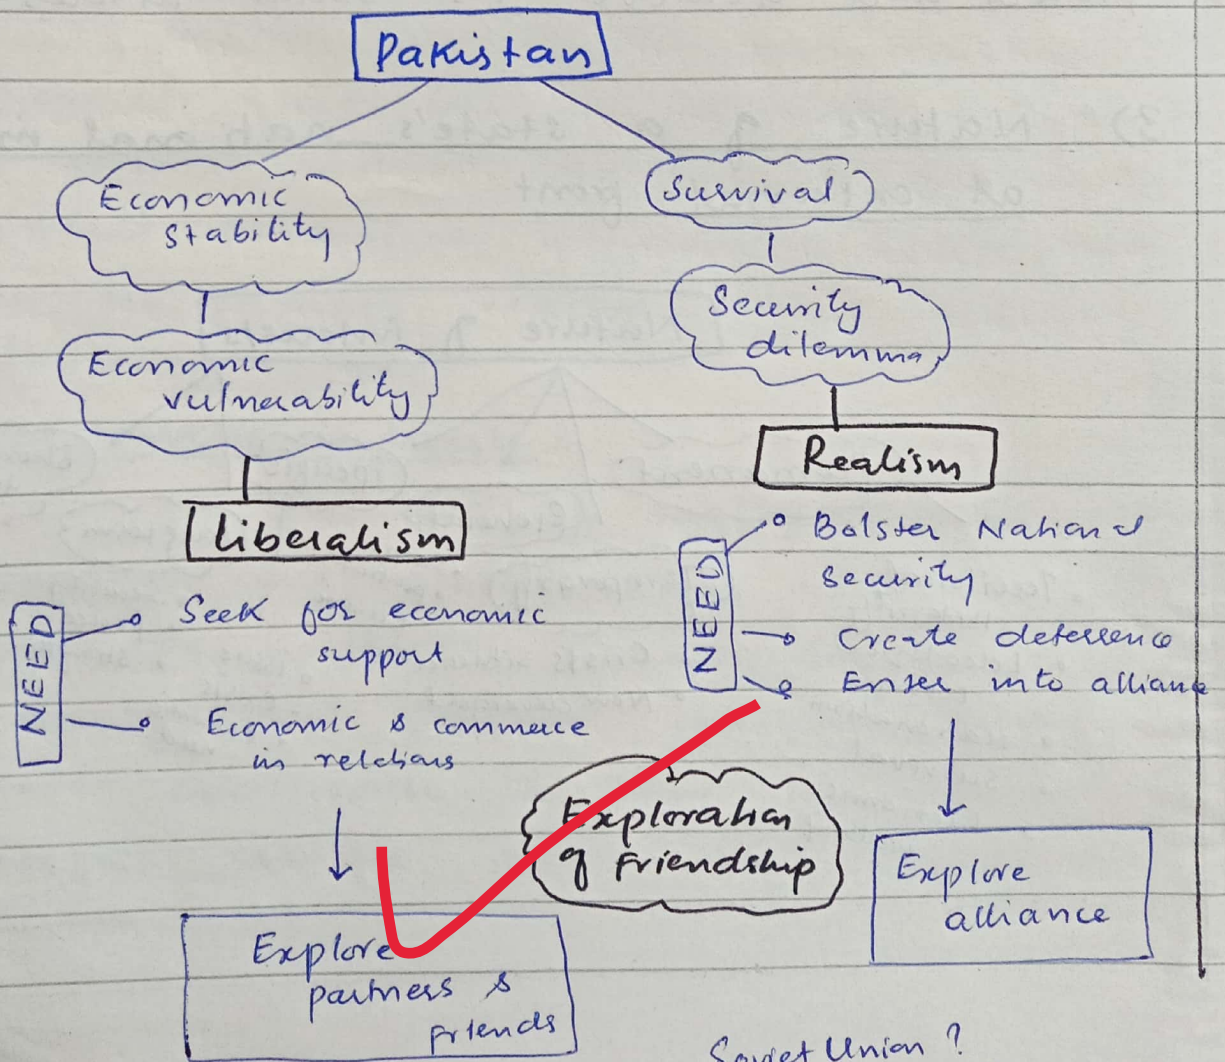 Pakistan
Economic
stability
Survival
Security
dilemma
Economic
vulnerability
Realism
Liberalism
NEED
Bolster National
security
Create deterrence
Enter into alliance
NEED
Seek for economic
support
Economic & commerce
in relations
Exploration
of Friendship
Explore
alliance
Explore
partners &
friends
Soviet Union ?